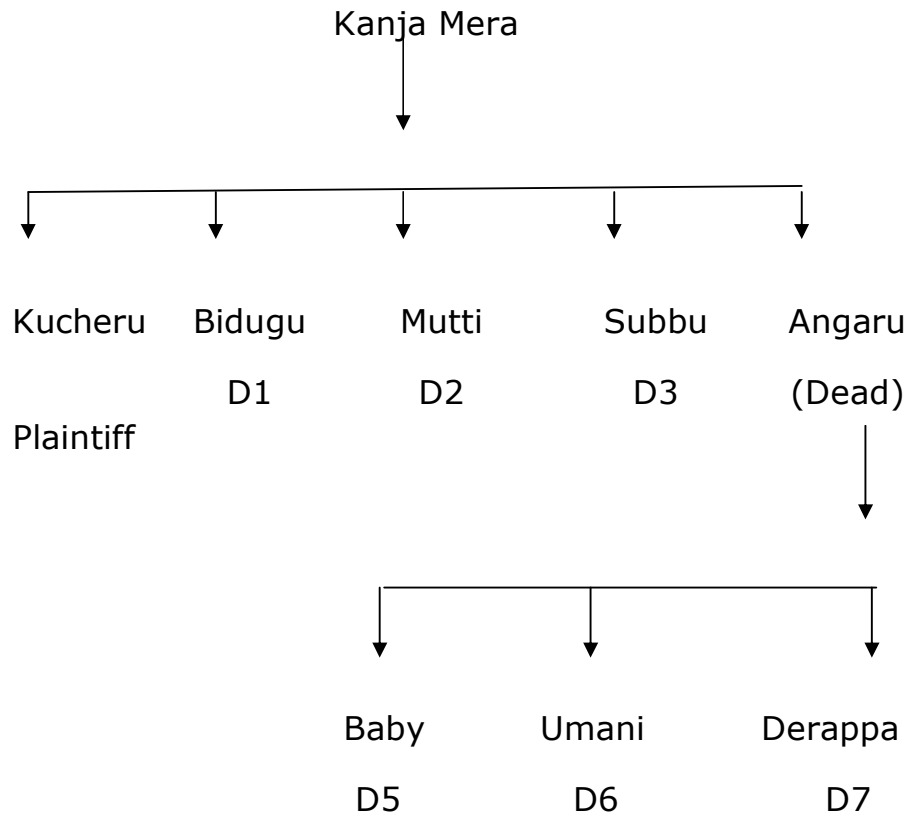 Kanja Mera
Kucheru Bidugu Mutti Subbu Angaru
D1 D2 D3 (Dead)
Plaintiff
Baby Umani Derappa
D5 D6 D7